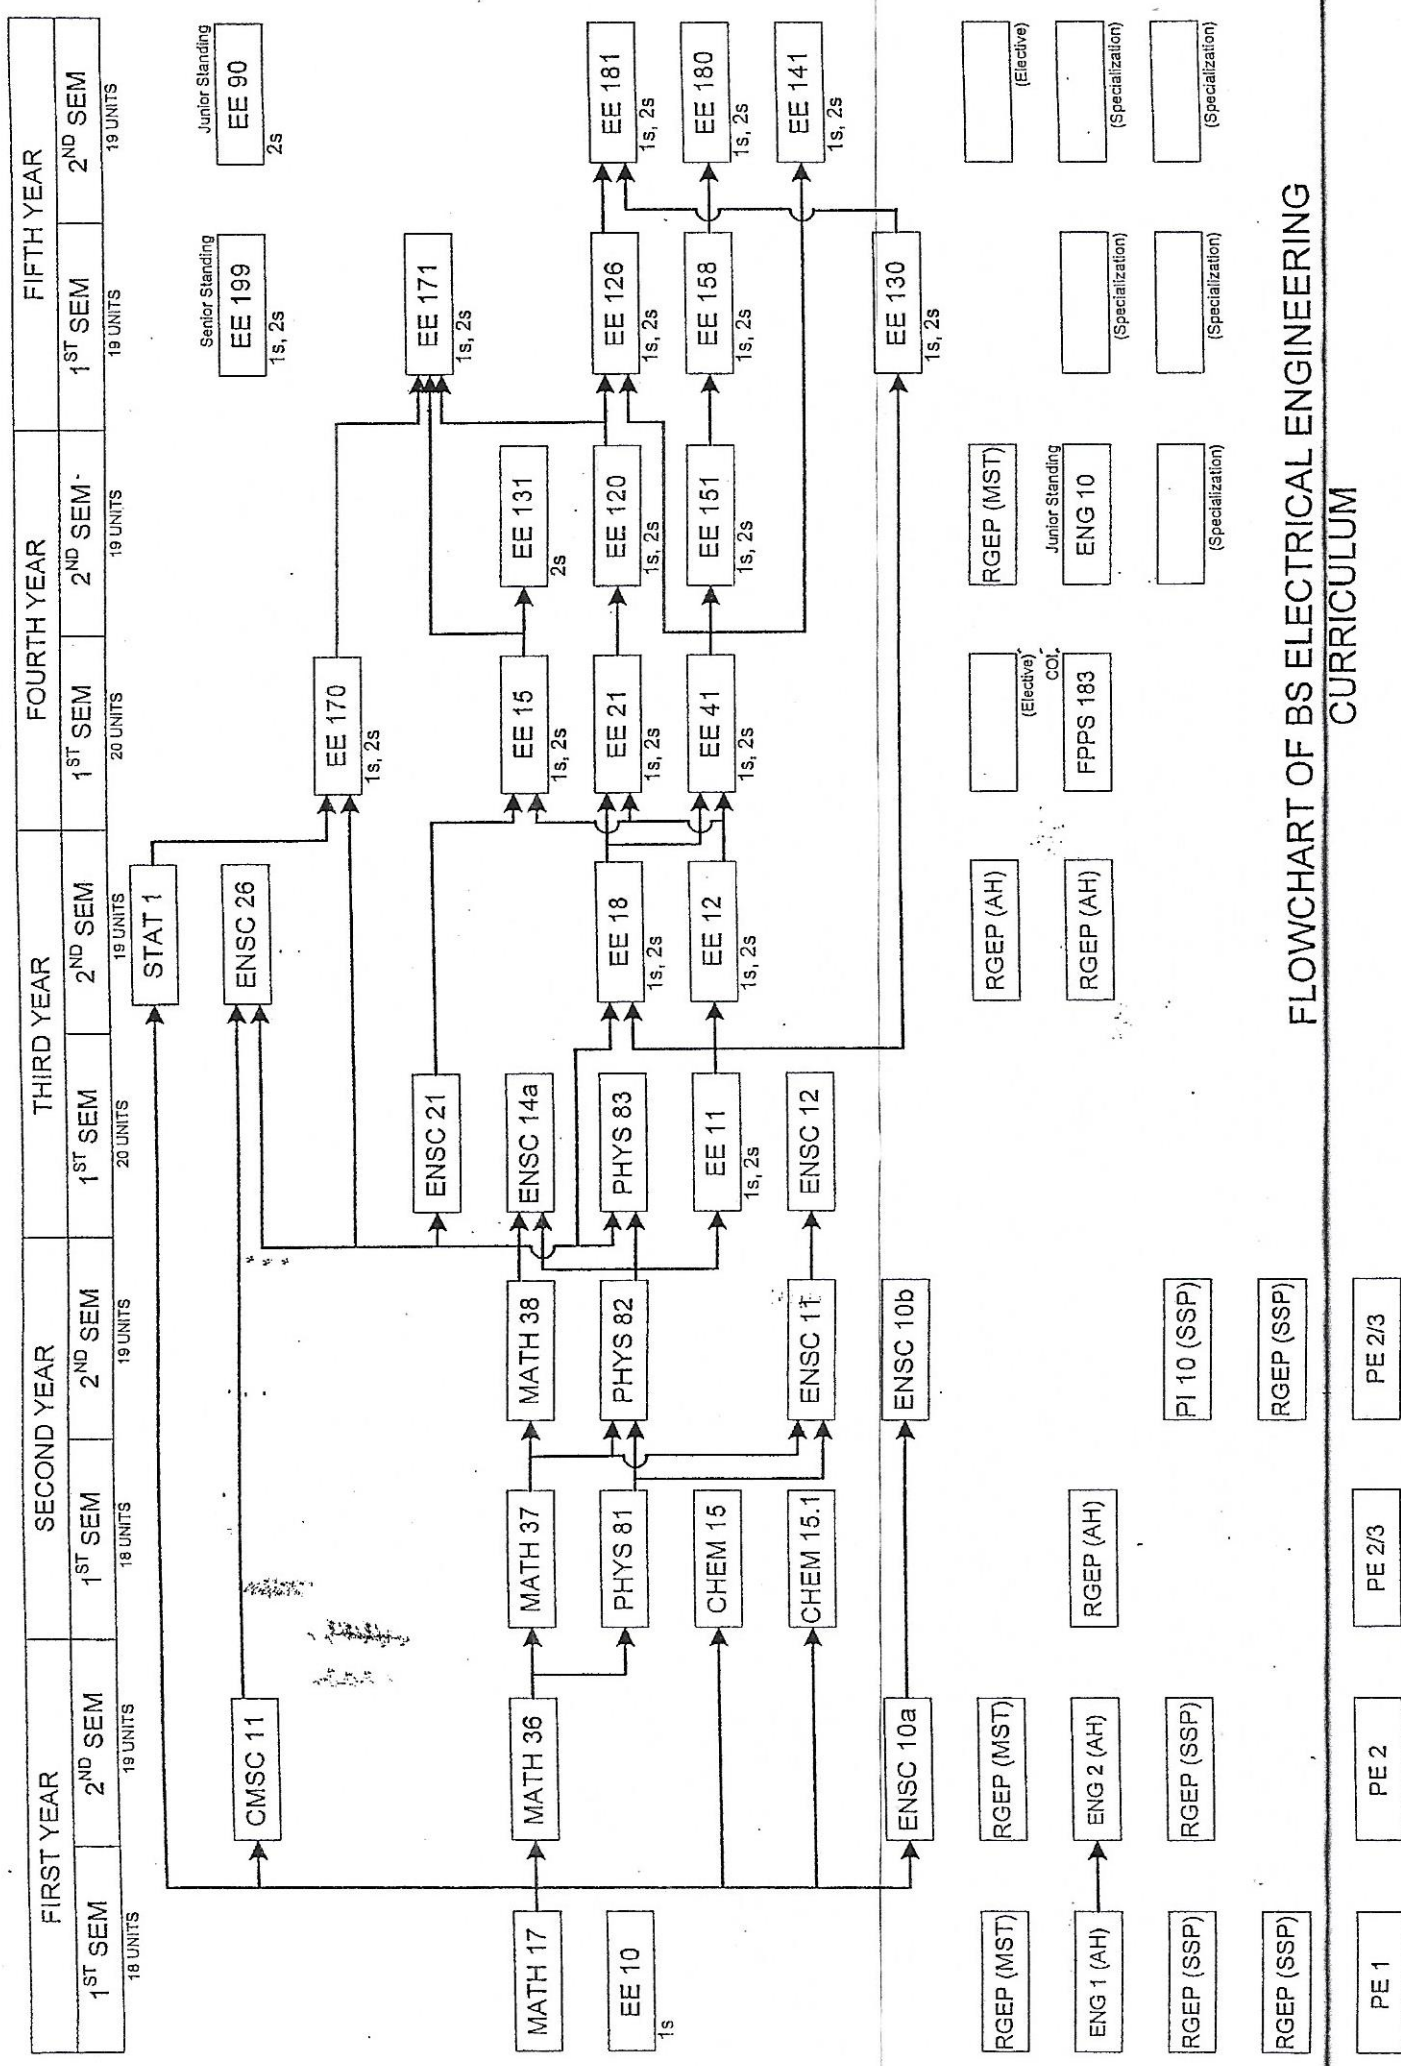 FIRST YEAR
SECOND YEAR
THIRD YEAR
FOURTH YEAR
FIFTH YEAR
1ST SEM
2ND SEM
1ST SEM
2ND SEM
1ST SEM
2ND SEM
1ST SEM
2ND SEM
1ST SEM
2ND SEM
18 UNITS
19 UNITS
18 UNITS
19 UNITS
20 UNITS
19 UNITS
20 UNITS
19 UNITS
19 UNITS
19 UNITS
STAT 1
Senior Standing
Junior Standing
CMSC 11
ENSC 26
EE 199
1s, 2s
EE 90
2s
EE 170
1s, 2s
ENSC 21
EE 171
1s, 2s
MATH 17
MATH 36
MATH 37
MATH 38
ENSC 14a
EE 15
1s, 2s
EE 131
2s
EE 10
1s
PHYS 81
PHYS 82
PHYS 83
EE 18
1s, 2s
EE 21
1s, 2s
EE 120
1s, 2s
EE 126
1s, 2s
EE 181
1s, 2s
CHEM 15
EE 11
1s, 2s
EE 12
1s, 2s
EE 41
1s, 2s
EE 151
1s, 2s
EE 158
1s, 2s
EE 180
1s, 2s
CHEM 15.1
ENSC 11
ENSC 12
EE 141
1s, 2s
ENSC 10a
ENSC 10b
EE 130
1s, 2s
RGEP (MST)
RGEP (MST)
RGEP (AH)
(Elective)
RGEP (MST)
(Elective)
ENG 1 (AH)
ENG 2 (AH)
RGEP (AH)
RGEP (AH)
COI
FPPS 183
Junior Standing
ENG 10
(Specialization)
(Specialization)
RGEP (SSP)
RGEP (SSP)
PI 10 (SSP)
(Specialization)
(Specialization)
(Specialization)
RGEP (SSP)
RGEP (SSP)
PE 1
PE 2
PE 2/3
PE 2/3
FLOWCHART OF BS ELECTRICAL ENGINEERING
CURRICULUM